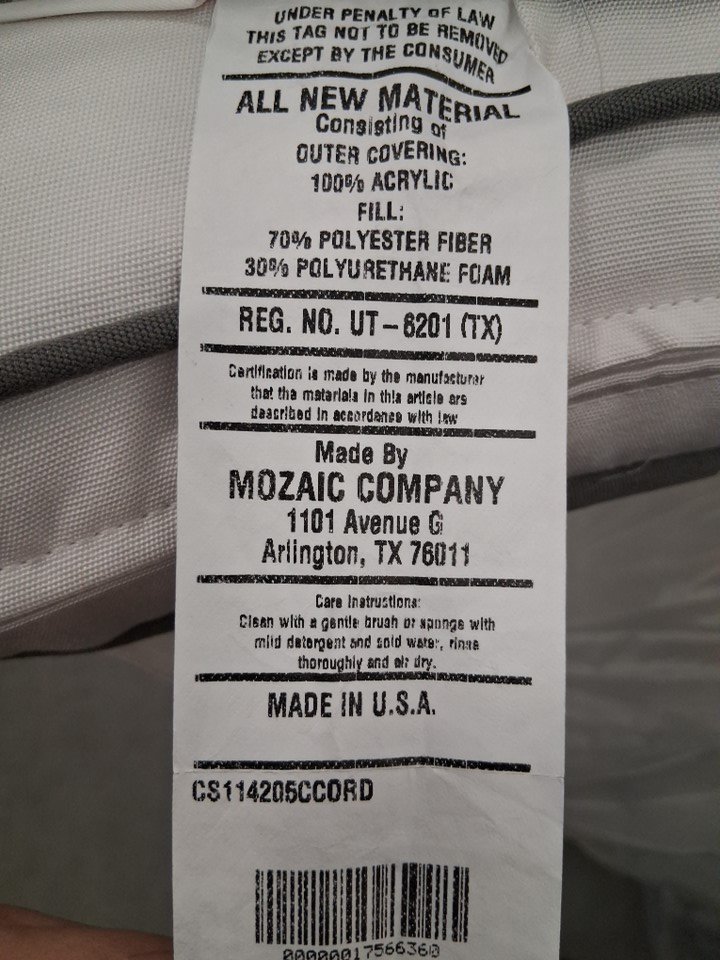 UNDER PENALTY OF LAW
THIS TAG NOT TO BE REMOVED
EXCEPT BY THE CONSUMER
ALL NEW MATERIAL
Consisting of
OUTER COVERING:
100% ACRYLIC
FILL:
70% POLYESTER FIBER
30% POLYURETHANE FOAM
REG. NO. UT-6201 (TX)
Certification is made by the manufacturer
that the materials in this article are
described in accordance with law
Made By
MOZAIC COMPANY
1101 Avenue G
Arlington, TX 76011
Care Instructions:
Clean with a gentle brush or sponge with
mild detergent and cold water, rinse
thoroughly and air dry.
MADE IN U.S.A.
CS114205CCORD
00000017566360